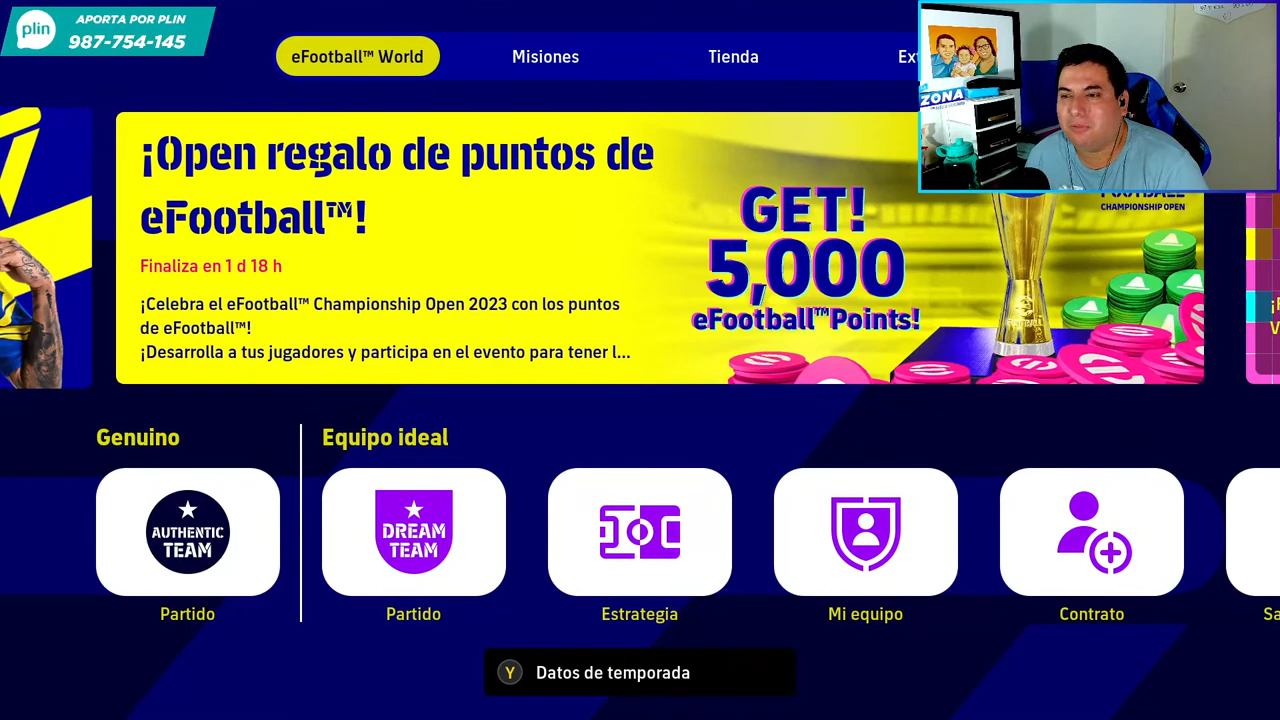 plin
APORTA POR PLIN
987-754-145
eFootball™ World
Misiones
Tienda
Ext
ZONA
¡Open regalo de puntos de
eFootball™!
Finaliza en 1 d 18 h
¡Celebra el eFootball™ Championship Open 2023 con los puntos
de eFootball™!
¡Desarrolla a tus jugadores y participa en el evento para tener l...
GET!
5,000
eFootball™Points!
CHAMPIONSHIP OPEN
Genuino
Equipo ideal
AUTHENTIC
TEAM
DREAM
TEAM
Partido
Partido
Estrategia
Mi equipo
Contrato
Sa
Y Datos de temporada